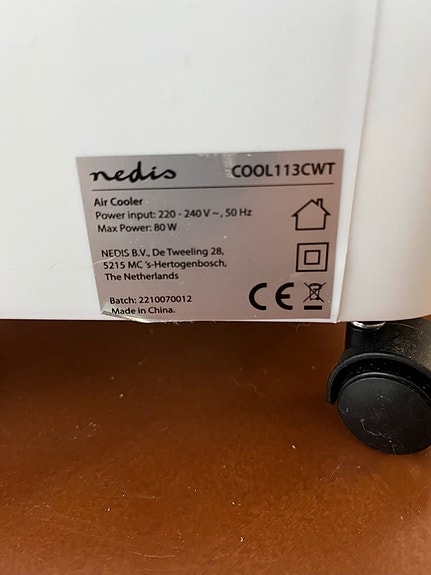 nedis COOL113CWT
Air Cooler
Power input: 220 - 240 V ~, 50 Hz
Max Power: 80 W
NEDIS B.V., De Tweeling 28,
5215 MC 's-Hertogenbosch,
The Netherlands
Batch: 2210070012
Made in China.
CE